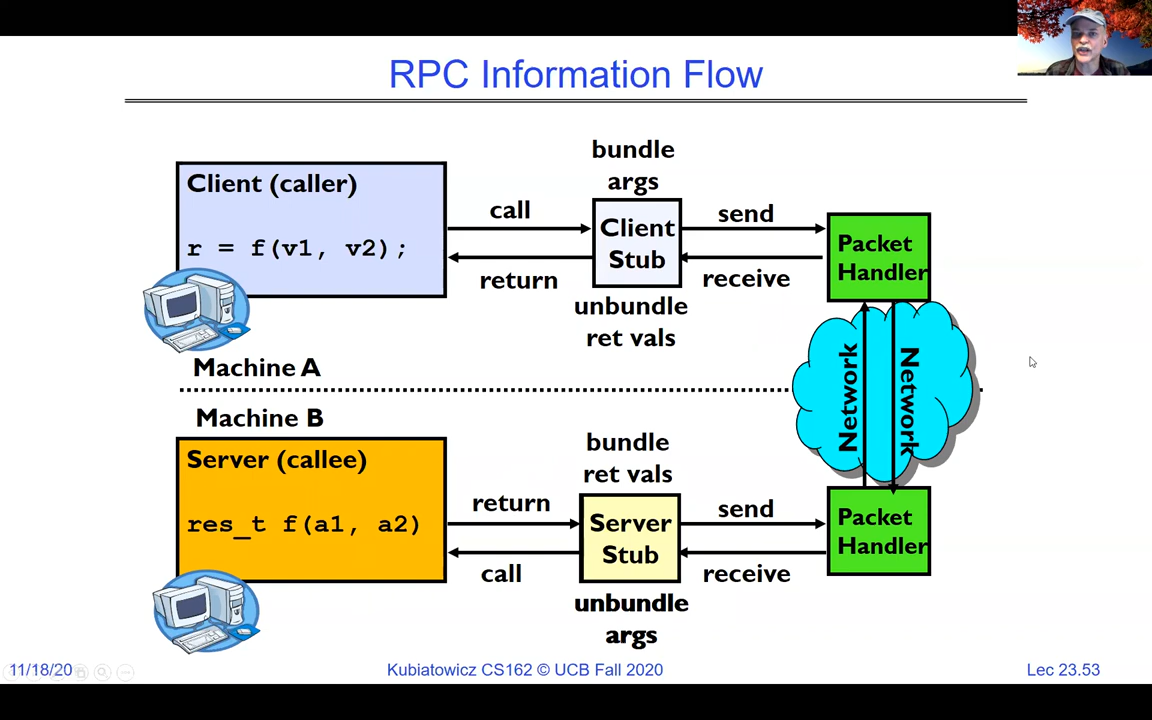 RPC Information Flow
bundle
args
Client (caller)
r = f(v1, v2);
call
Client
Stub
send
return
receive
unbundle
ret vals
Packet
Handler
Machine A
Network
Network
Machine B
Server (callee)
res_t f(a1, a2)
bundle
ret vals
return
Server
Stub
send
call
receive
unbundle
args
Packet
Handler
11/18/20
Kubiatowicz CS162 © UCB Fall 2020
Lec 23.53